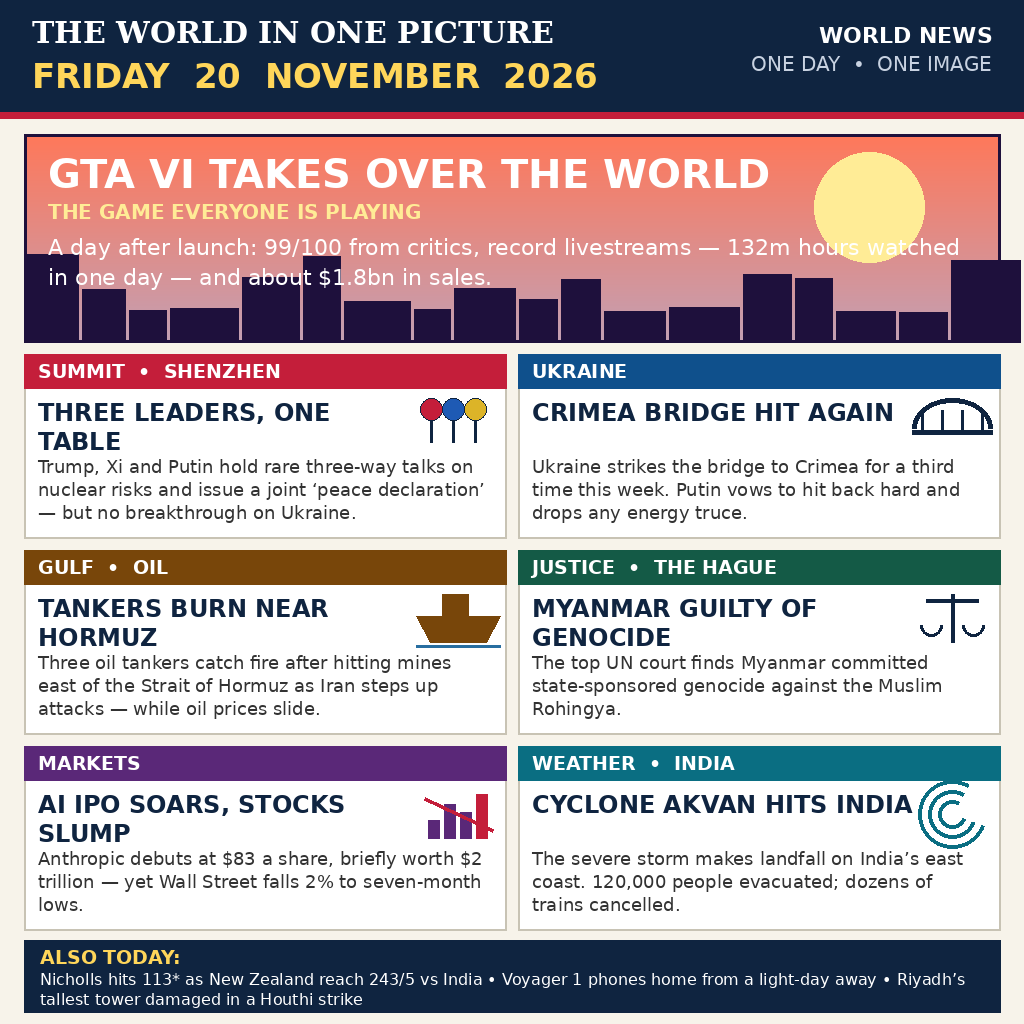 THE WORLD IN ONE PICTURE
FRIDAY 20 NOVEMBER 2026
WORLD NEWS
ONE DAY • ONE IMAGE
GTA VI TAKES OVER THE WORLD
THE GAME EVERYONE IS PLAYING
A day after launch: 99/100 from critics, record livestreams — 132m hours watched
in one day — and about $1.8bn in sales.
SUMMIT • SHENZHEN
THREE LEADERS, ONE
TABLE
Trump, Xi and Putin hold rare three-way talks on
nuclear risks and issue a joint ‘peace declaration’
— but no breakthrough on Ukraine.
UKRAINE
CRIMEA BRIDGE HIT AGAIN
Ukraine strikes the bridge to Crimea for a third
time this week. Putin vows to hit back hard and
drops any energy truce.
GULF • OIL
TANKERS BURN NEAR
HORMUZ
Three oil tankers catch fire after hitting mines
east of the Strait of Hormuz as Iran steps up
attacks — while oil prices slide.
JUSTICE • THE HAGUE
MYANMAR GUILTY OF
GENOCIDE
The top UN court finds Myanmar committed
state-sponsored genocide against the Muslim
Rohingya.
MARKETS
AI IPO SOARS, STOCKS
SLUMP
Anthropic debuts at $83 a share, briefly worth $2
trillion — yet Wall Street falls 2% to seven-month
lows.
WEATHER • INDIA
CYCLONE AKVAN HITS INDIA
The severe storm makes landfall on India’s east
coast. 120,000 people evacuated; dozens of
trains cancelled.
ALSO TODAY:
Nicholls hits 113* as New Zealand reach 243/5 vs India • Voyager 1 phones home from a light-day away • Riyadh’s
tallest tower damaged in a Houthi strike